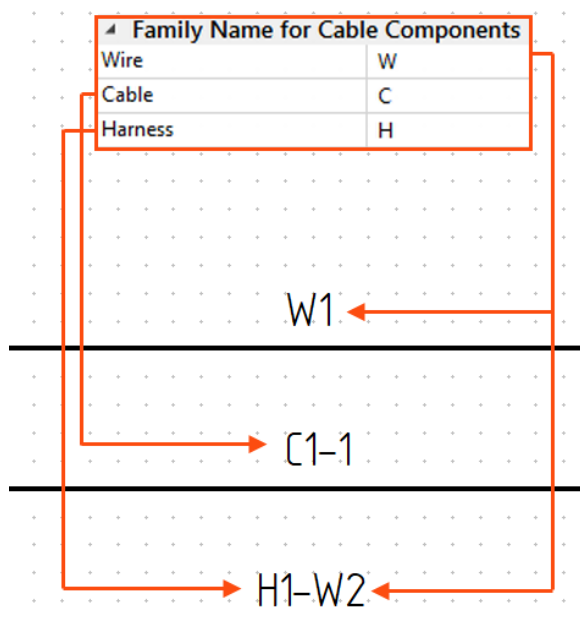 Family Name for Cable Components
Wire W
Cable C
Harness H
W1
C1-1
H1-W2